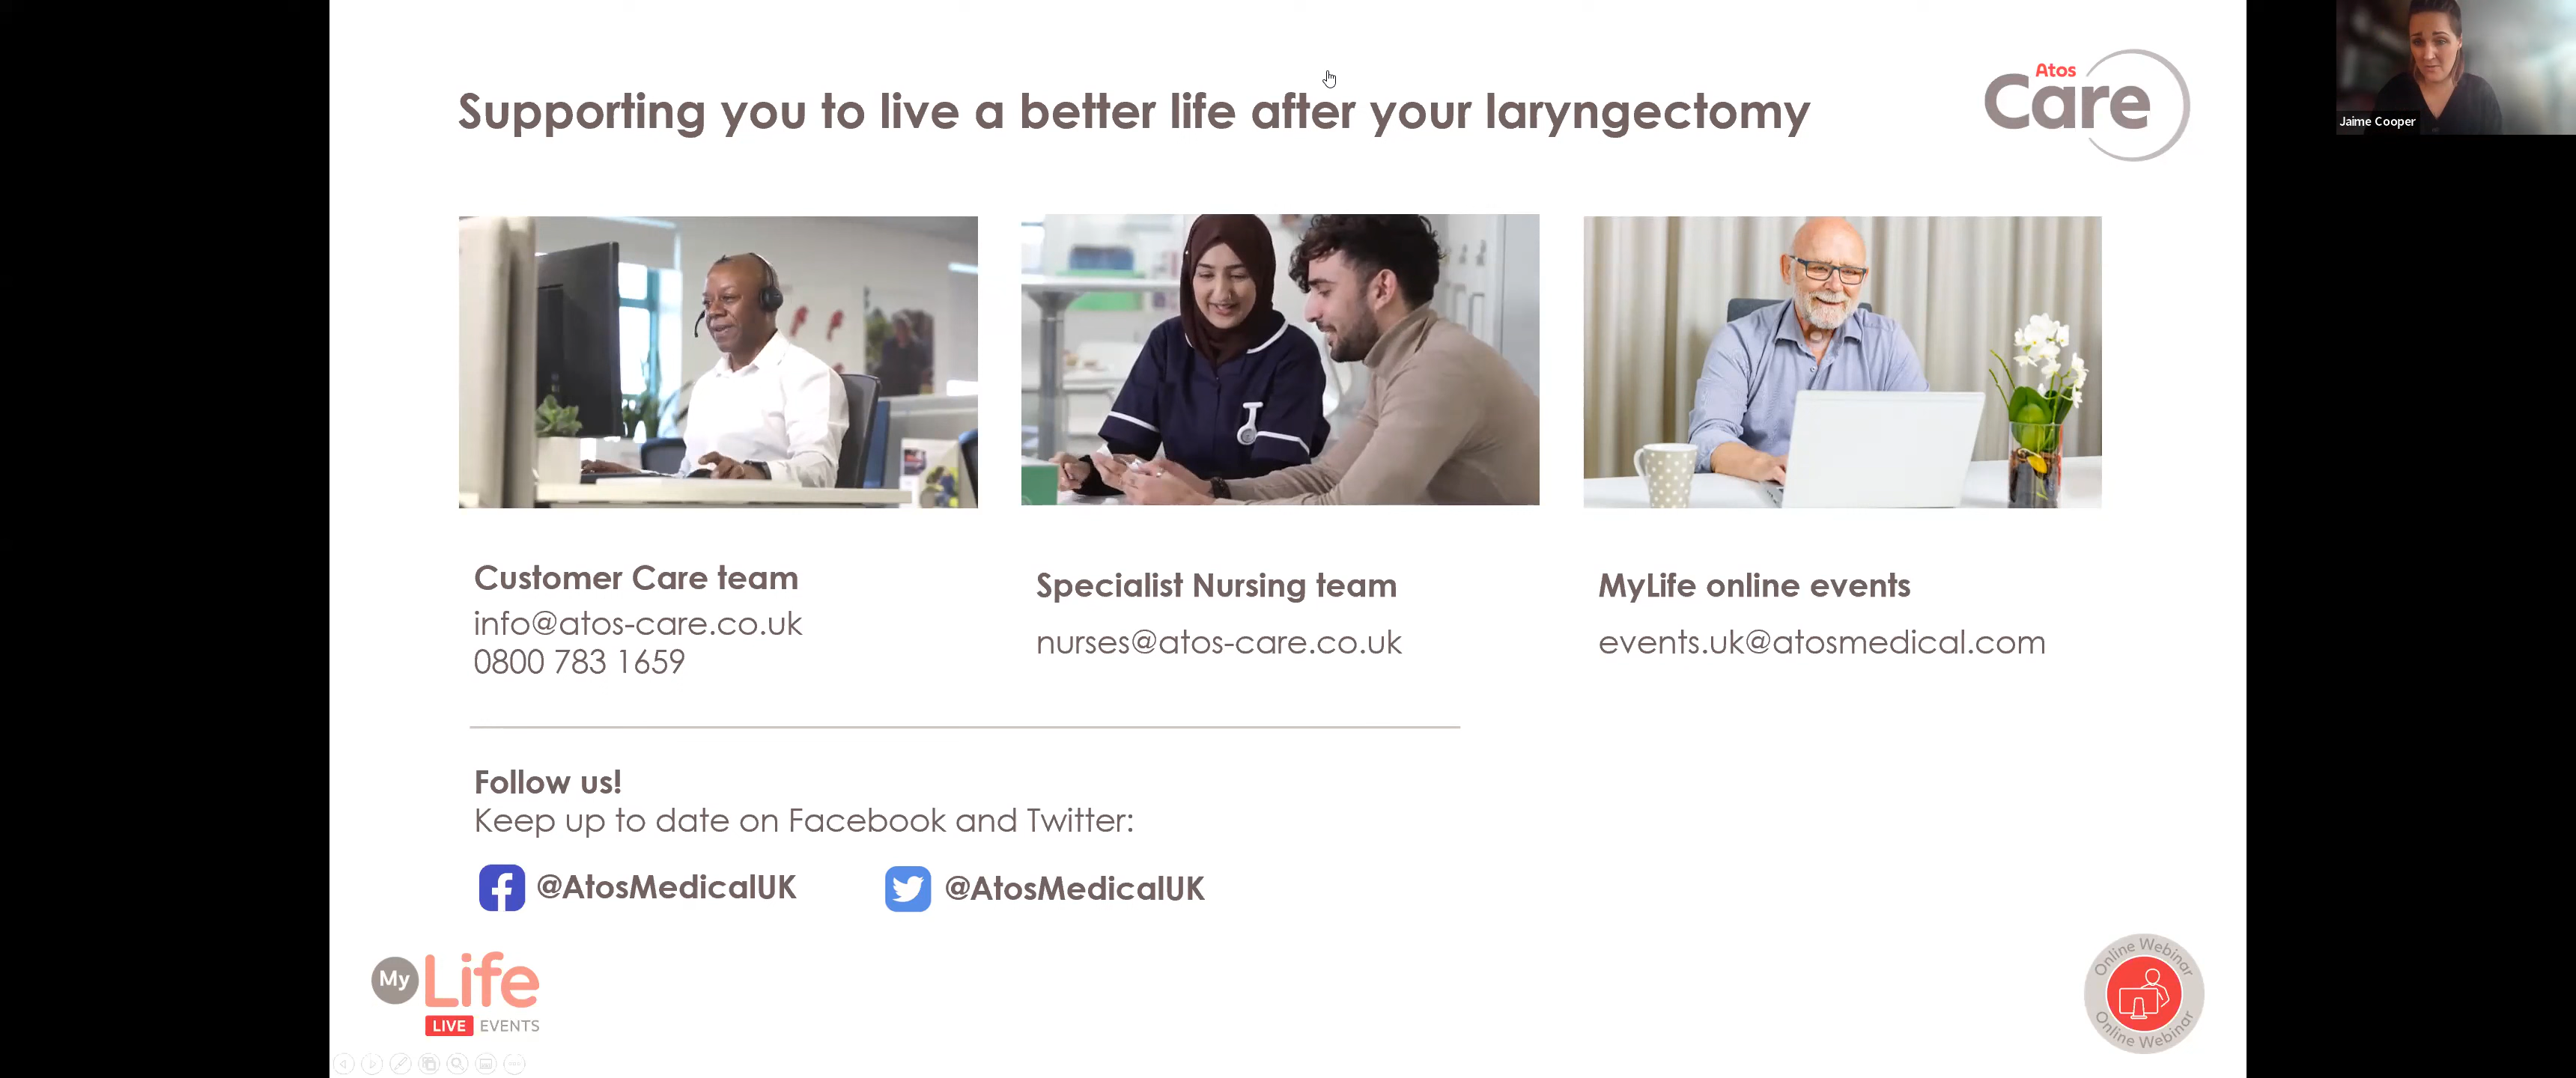 Supporting you to live a better life after your laryngectomy
Atos
Care
Jaime Cooper
Customer Care team
info@atos-care.co.uk
0800 783 1659
Specialist Nursing team
nurses@atos-care.co.uk
MyLife online events
events.uk@atosmedical.com
Follow us!
Keep up to date on Facebook and Twitter:
@AtosMedicalUK
@AtosMedicalUK
My Life
LIVE EVENTS
Online Webinar
Online Webinar